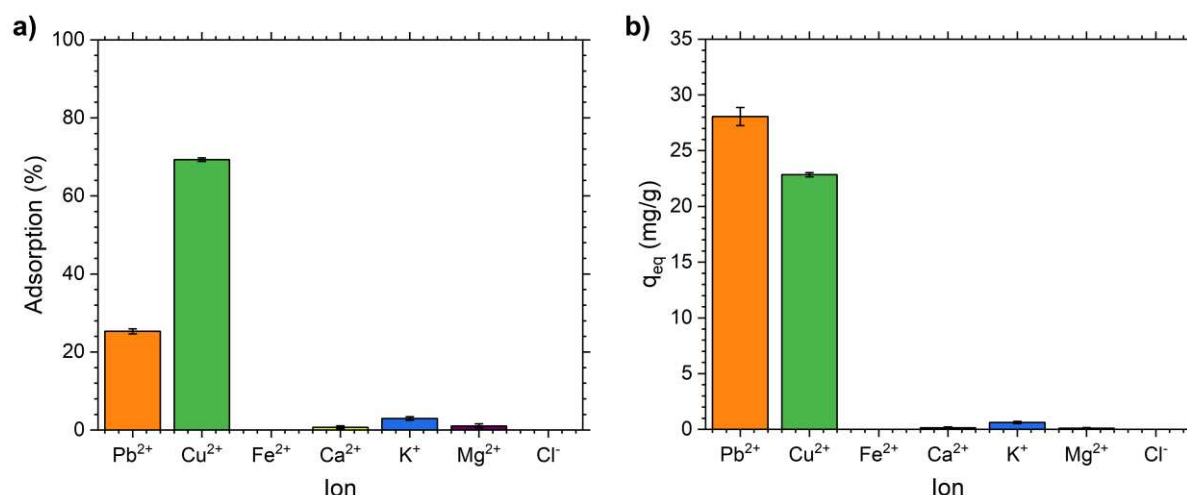 a)
100
80
60
40
20
0
Adsorption (%)
Pb²⁺ Cu²⁺ Fe²⁺ Ca²⁺ K⁺ Mg²⁺ Cl⁻
Ion
b)
35
30
25
20
15
10
5
0
qeq (mg/g)
Pb²⁺ Cu²⁺ Fe²⁺ Ca²⁺ K⁺ Mg²⁺ Cl⁻
Ion